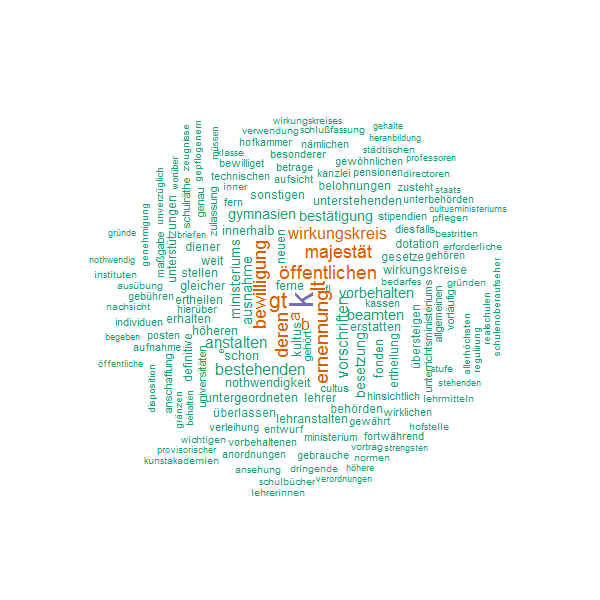 wirkungskreises
gehalte
verwendung
schlußfassung
heranbildung
hofkammer
nämlichen
städtischen
klasse
besonderer
professoren
bewilliget
gewöhnlichen
technischen
betrage
kanzlei
pensionen
directoren
aufsicht
inner
belohnungen
zusteht
staats
fern
sonstigen
unterstehenden
unterbehörden
gymnasien
bestätigung
stipendien
cultusministeriums
pflegen
innerhalb
wirkungskreis
diesfalls
bestritten
briefen
diener
majestät
dotation
erforderliche
weit
gesetze
gehören
stellen
öffentlichen
wirkungskreise
gleicher
ferne
bedarfes
gründen
gebühren
ertheilen
vorbehalten
hierüber
gt
k
lt
fl
kassen
erhalten
beamten
individuen
posten
höheren
a
b
erstatten
begeben
anstalten
aufnahme
schon
e
bestehenden
öffentliche
notwendigkeit
cultus
stufe
stehenden
untergeordneten
lehrer
hinsichtlich
lehrmitteln
überlassen
lehranstalten
behörden
wirklichen
gewährt
verleihung
entwurf
hofstelle
wichtigen
vorbehaltenen
ministerium
fortwährend
provisorischer
anordnungen
gebrauche
vortrag
strengsten
kunstakademien
normen
ansehung
dringende
höhere
schulbücher
verordnungen
lehrerinnen
gründe
nothwendig
instituten
ausübung
nachsicht
genehmigung
maßgabe
unverzüglich
unterstützungen
worüber
schulräthe
zeugnisse
genau
gepflogenem
zulassung
müssen
ministeriums
ausnahme
bewilligung
neuen
deren
kultus
gehört
ernennung
vorschriften
besetzung
fonden
ertheilung
übersteigen
unterrichtsministeriums
allgemeinen
vorläufig
allerhöchsten
regulirung
realschulen
schulenoberaufseher
disposition
anschaffung
gränzen
definitive
behalten
universitäten